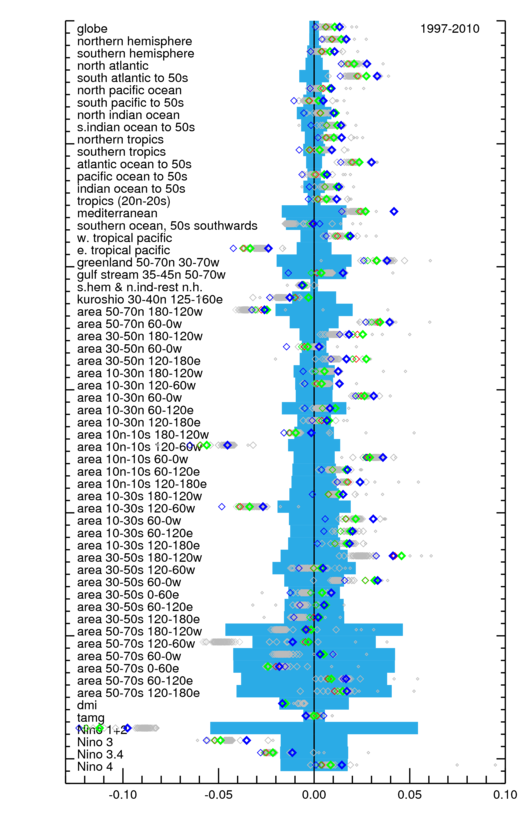 1997-2010
globe
northern hemisphere
southern hemisphere
north atlantic
south atlantic to 50s
north pacific ocean
south pacific to 50s
north indian ocean
s.indian ocean to 50s
northern tropics
southern tropics
atlantic ocean to 50s
pacific ocean to 50s
indian ocean to 50s
tropics (20n-20s)
mediterranean
southern ocean, 50s southwards
w. tropical pacific
e. tropical pacific
greenland 50-70n 30-70w
gulf stream 35-45n 50-70w
s.hem & n.ind-rest n.h.
kuroshio 30-40n 125-160e
area 50-70n 180-120w
area 50-70n 60-0w
area 30-50n 180-120w
area 30-50n 60-0w
area 30-50n 120-180e
area 10-30n 180-120w
area 10-30n 120-60w
area 10-30n 60-0w
area 10-30n 60-120e
area 10-30n 120-180e
area 10n-10s 180-120w
area 10n-10s 120-60w
area 10n-10s 60-0w
area 10n-10s 60-120e
area 10n-10s 120-180e
area 10-30s 180-120w
area 10-30s 120-60w
area 10-30s 60-0w
area 10-30s 60-120e
area 10-30s 120-180e
area 30-50s 180-120w
area 30-50s 120-60w
area 30-50s 60-0w
area 30-50s 0-60e
area 30-50s 60-120e
area 30-50s 120-180e
area 50-70s 180-120w
area 50-70s 120-60w
area 50-70s 60-0w
area 50-70s 0-60e
area 50-70s 60-120e
area 50-70s 120-180e
dmi
tamg
Nino 1+2
Nino 3
Nino 3.4
Nino 4
-0.10 -0.05 0.00 0.05 0.10